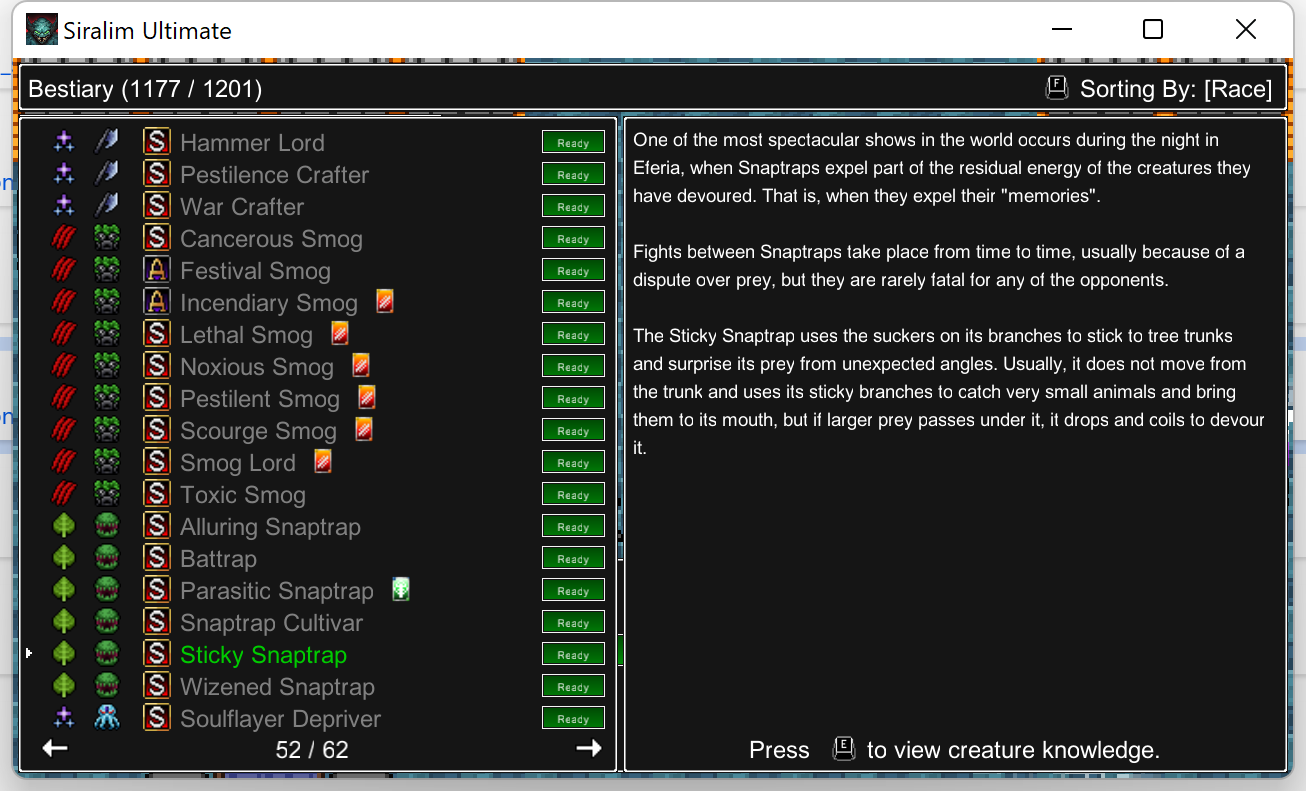 Siralim Ultimate
Bestiary (1177 / 1201)
F Sorting By: [Race]
S Hammer Lord Ready
S Pestilence Crafter Ready
S War Crafter Ready
S Cancerous Smog Ready
A Festival Smog Ready
A Incendiary Smog Ready
S Lethal Smog Ready
S Noxious Smog Ready
S Pestilent Smog Ready
S Scourge Smog Ready
S Smog Lord Ready
S Toxic Smog Ready
S Alluring Snaptrap Ready
S Battrap Ready
S Parasitic Snaptrap Ready
S Snaptrap Cultivar Ready
S Sticky Snaptrap Ready
S Wizened Snaptrap Ready
S Soulflayer Depriver Ready
52 / 62
One of the most spectacular shows in the world occurs during the night in
Eferia, when Snaptraps expel part of the residual energy of the creatures they
have devoured. That is, when they expel their "memories".
Fights between Snaptraps take place from time to time, usually because of a
dispute over prey, but they are rarely fatal for any of the opponents.
The Sticky Snaptrap uses the suckers on its branches to stick to tree trunks
and surprise its prey from unexpected angles. Usually, it does not move from
the trunk and uses its sticky branches to catch very small animals and bring
them to its mouth, but if larger prey passes under it, it drops and coils to devour
it.
Press E to view creature knowledge.